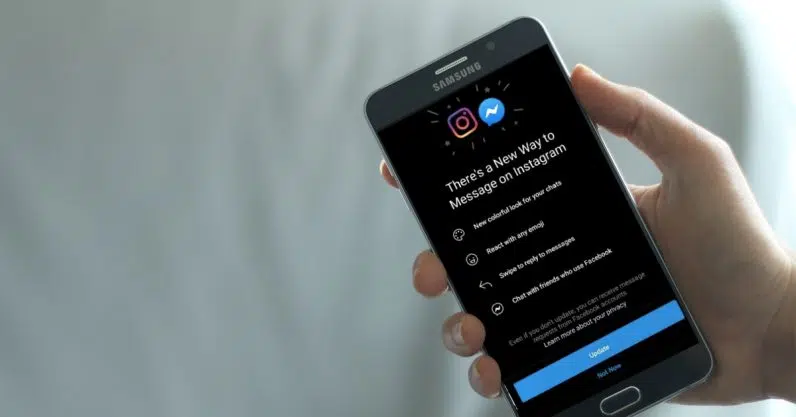 SAMSUNG
There's a New Way to
Message on Instagram
New colorful look for your chats
React with any emoji
Swipe to reply to messages
Chat with friends who use Facebook
Even if you don't update, you can receive message
requests from Facebook accounts.
Learn more about your privacy
Update
Not Now